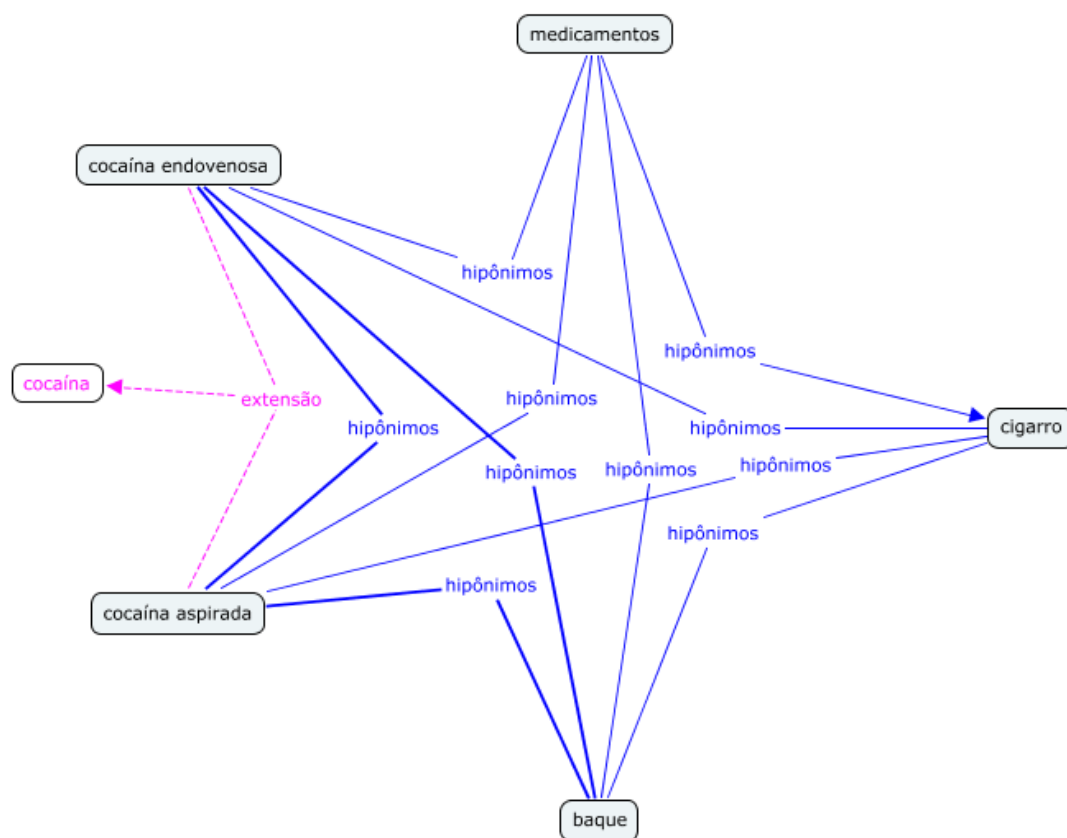 medicamentos
cocaína endovenosa
hipônimos
hipônimos
cocaína
extensão
hipônimos
hipônimos
hipônimos
cigarro
hipônimos
hipônimos
hipônimos
hipônimos
hipônimos
cocaína aspirada
baque